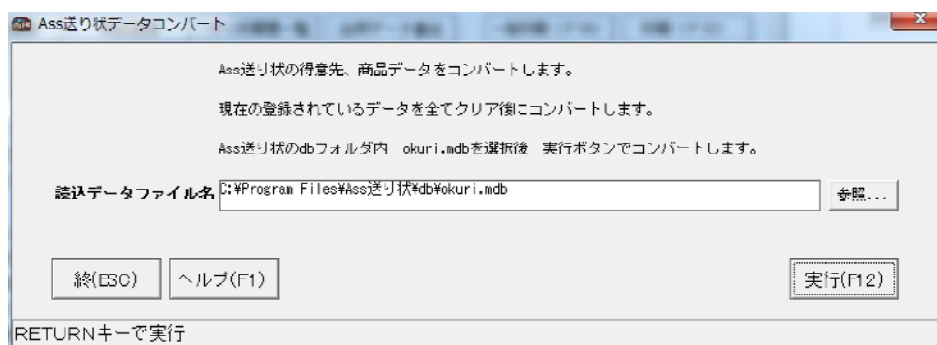 Ass送り状データコンバート
Ass送り状の得意先、商品データをコンバートします。
現在の登録されているデータを全てクリア後にコンバートします。
Ass送り状のdbフォルダ内　okuri.mdbを選択後　実行ボタンでコンバートします。
読込データファイル名 C:¥Program Files¥Ass送り状¥db¥okuri.mdb 参照...
終(ESC) ヘルプ(F1) 実行(F12)
RETURNキーで実行